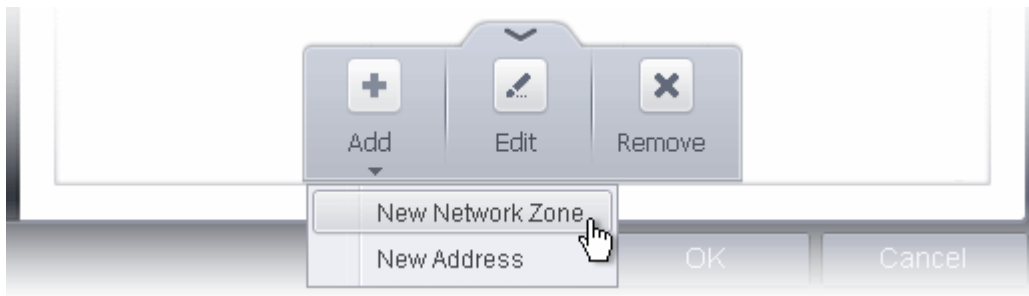 Add Edit Remove
New Network Zone
New Address
OK Cancel